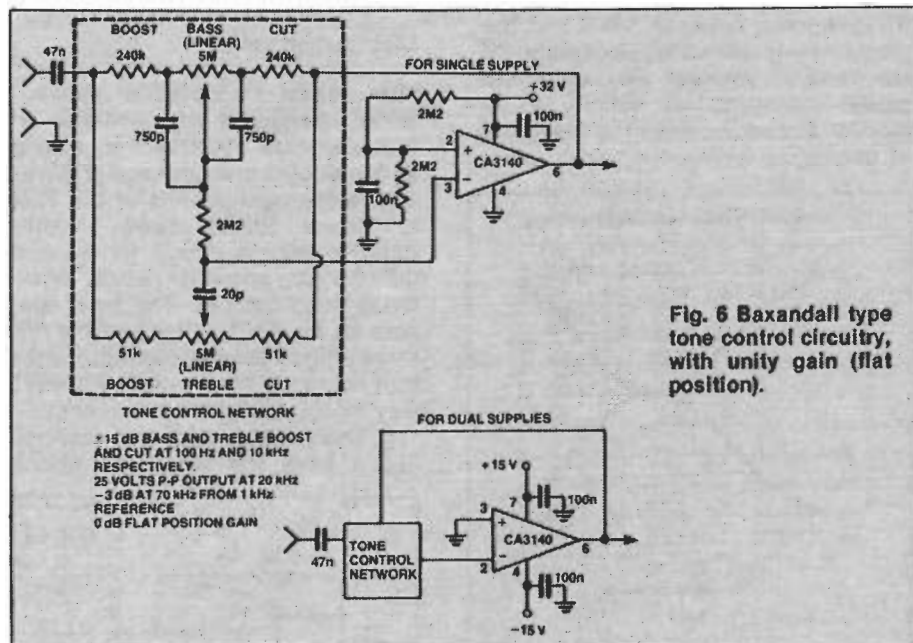 BOOST BASS CUT
(LINEAR)
47n 240k 5M 240k
FOR SINGLE SUPPLY
+32 V
2M2
100n
7
750p 750p
2 +
2M2
CA3140
6
3 −
100n
4
2M2
20p
51k 5M 51k
(LINEAR)
BOOST TREBLE CUT
TONE CONTROL NETWORK
Fig. 6 Baxandall type
tone control circuitry,
with unity gain (flat
position).
±15 dB BASS AND TREBLE BOOST
AND CUT AT 100 Hz AND 10 kHz
RESPECTIVELY.
25 VOLTS P-P OUTPUT AT 20 kHz
−3 dB AT 70 kHz FROM 1 kHz
REFERENCE
0 dB FLAT POSITION GAIN
FOR DUAL SUPPLIES
+15 V
7
100n
3 +
CA3140
6
47n
TONE
CONTROL
NETWORK
2 −
4
100n
−15 V